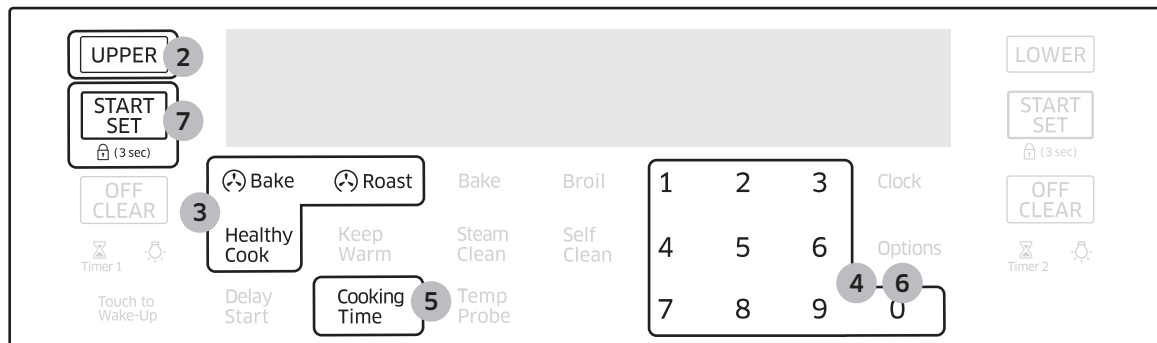 UPPER 2
START
SET 7
(3 sec)
OFF
CLEAR
Timer 1
Touch to
Wake-Up
3
Bake Roast Bake Broil
Healthy
Cook
Keep
Warm
Steam
Clean
Self
Clean
Delay
Start
Cooking
Time 5
Temp
Probe
1 2 3
4 5 6
7 8 9 0
4 6
Clock
Options
LOWER
START
SET
(3 sec)
OFF
CLEAR
Timer 2